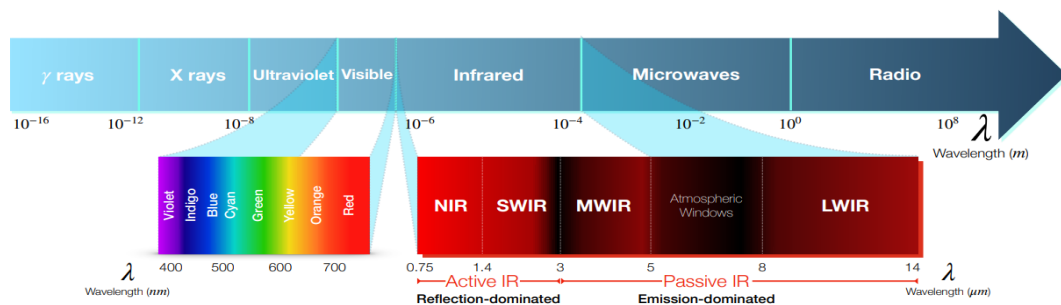 γ rays X rays Ultraviolet Visible Infrared Microwaves Radio
10⁻¹⁶ 10⁻¹² 10⁻⁸ 10⁻⁶ 10⁻⁴ 10⁻² 10⁰ 10⁸ λ
Wavelength (m)
Violet
Indigo
Blue
Cyan
Green
Yellow
Orange
Red
NIR SWIR MWIR Atmospheric Windows LWIR
λ 400 500 600 700
Wavelength (nm)
0.75 1.4 3 5 8 14 λ
Active IR Passive IR Wavelength (μm)
Reflection-dominated Emission-dominated